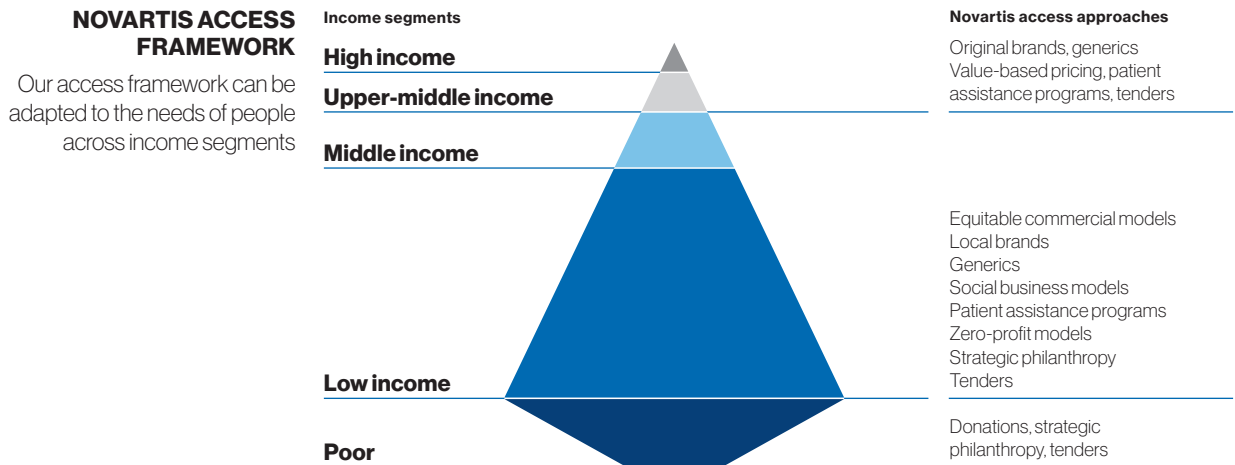 NOVARTIS ACCESS
FRAMEWORK
Our access framework can be
adapted to the needs of people
across income segments
Income segments
High income
Upper-middle income
Middle income
Low income
Poor
Novartis access approaches
Original brands, generics
Value-based pricing, patient
assistance programs, tenders
Equitable commercial models
Local brands
Generics
Social business models
Patient assistance programs
Zero-profit models
Strategic philanthropy
Tenders
Donations, strategic
philanthropy, tenders